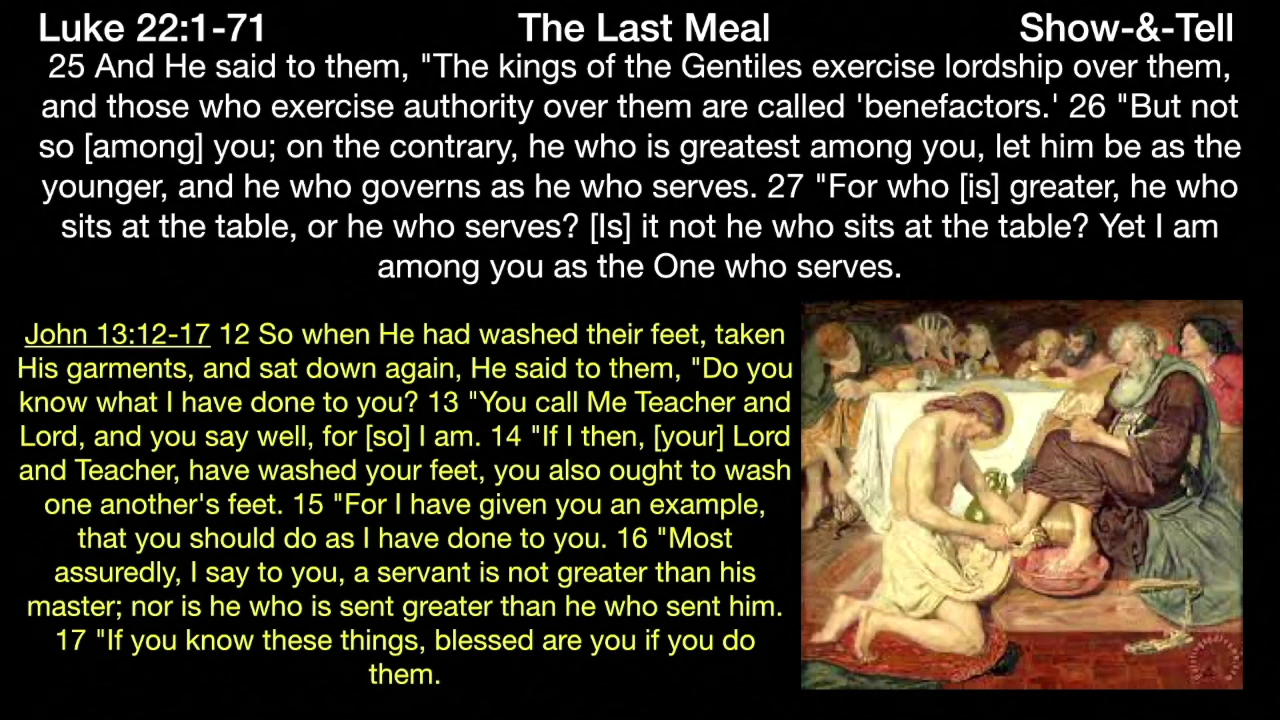 Luke 22:1-71 The Last Meal Show-&-Tell
25 And He said to them, "The kings of the Gentiles exercise lordship over them,
and those who exercise authority over them are called 'benefactors.' 26 "But not
so [among] you; on the contrary, he who is greatest among you, let him be as the
younger, and he who governs as he who serves. 27 "For who [is] greater, he who
sits at the table, or he who serves? [Is] it not he who sits at the table? Yet I am
among you as the One who serves.
John 13:12-17 12 So when He had washed their feet, taken
His garments, and sat down again, He said to them, "Do you
know what I have done to you? 13 "You call Me Teacher and
Lord, and you say well, for [so] I am. 14 "If I then, [your] Lord
and Teacher, have washed your feet, you also ought to wash
one another's feet. 15 "For I have given you an example,
that you should do as I have done to you. 16 "Most
assuredly, I say to you, a servant is not greater than his
master; nor is he who is sent greater than he who sent him.
17 "If you know these things, blessed are you if you do
them.